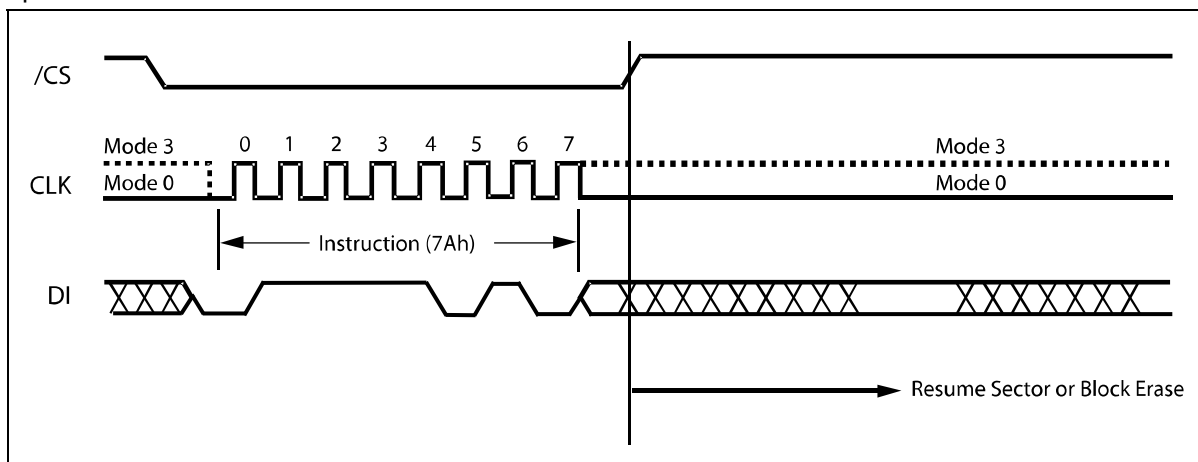 /CS
Mode 3 0 1 2 3 4 5 6 7 Mode 3
CLK Mode 0 Mode 0
Instruction (7Ah)
DI
Resume Sector or Block Erase